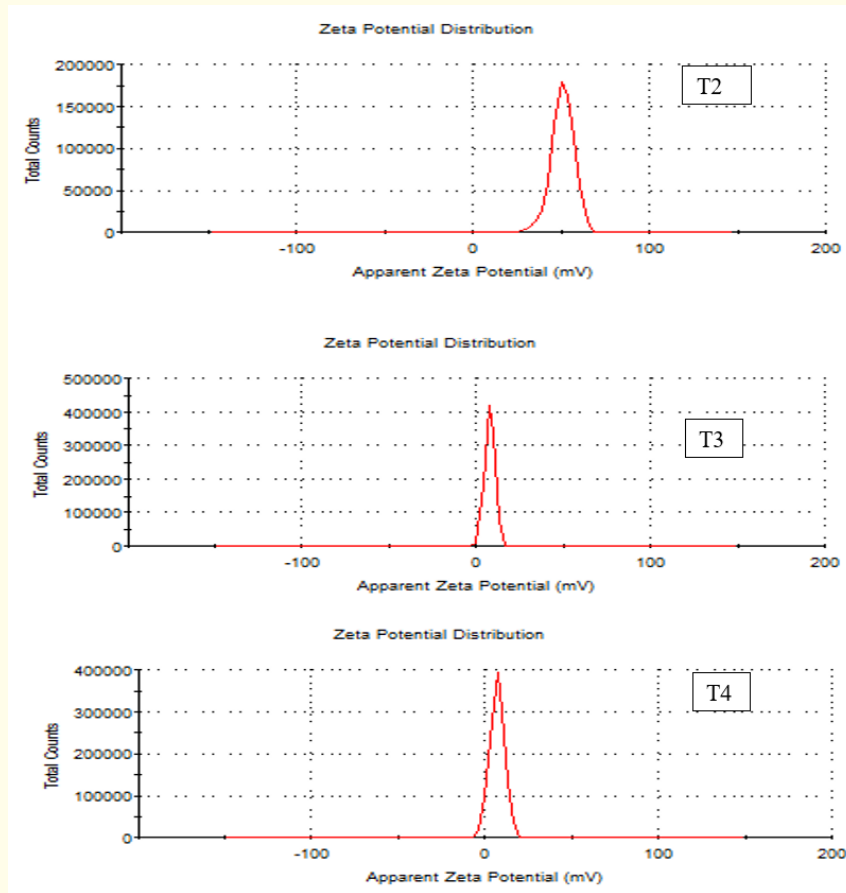 Zeta Potential Distribution
200000
T2
150000
Total Counts
100000
50000
0
-100 0 100 200
Apparent Zeta Potential (mV)
Zeta Potential Distribution
500000
400000
T3
300000
Total Counts
200000
100000
0
-100 0 100 200
Apparent Zeta Potential (mV)
Zeta Potential Distribution
400000
T4
300000
Total Counts
200000
100000
0
-100 0 100 200
Apparent Zeta Potential (mV)